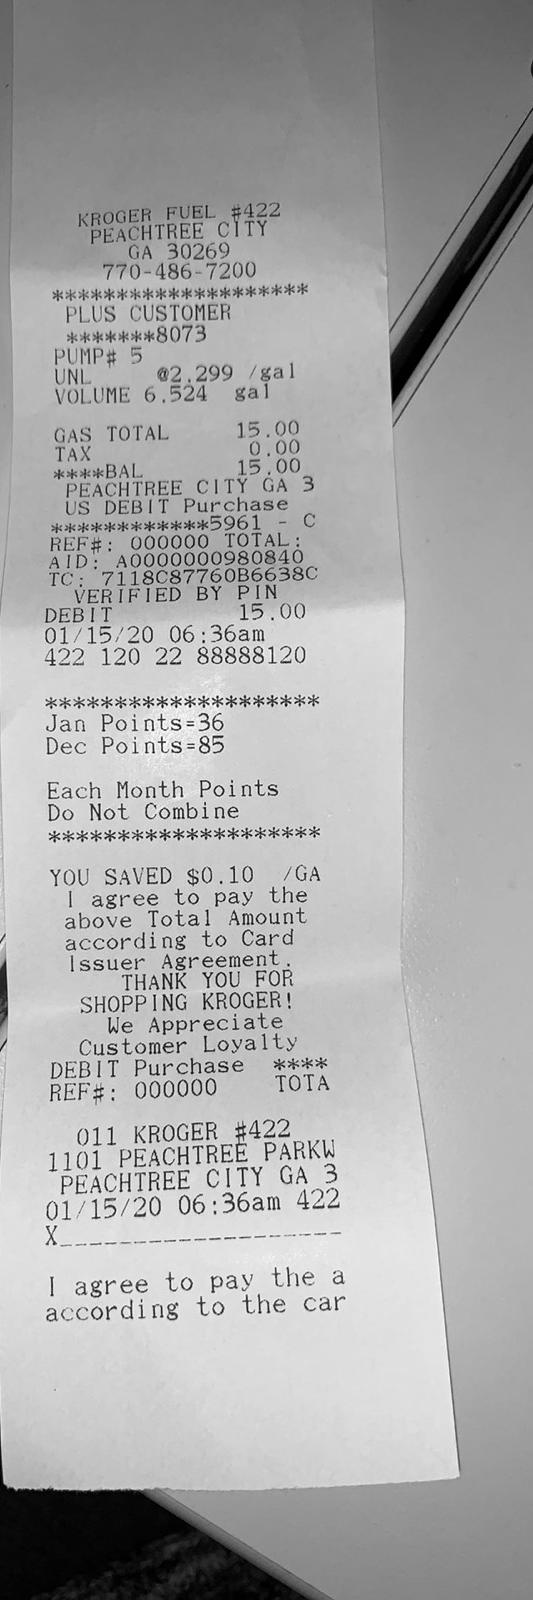 KROGER FUEL #422
PEACHTREE CITY
GA 30269
770-486-7200
********************
PLUS CUSTOMER
*******8073
PUMP# 5
UNL @2.299 /gal
VOLUME 6.524 gal
GAS TOTAL 15.00
TAX 0.00
****BAL 15.00
PEACHTREE CITY GA 3
US DEBIT Purchase
************5961 - C
REF#: 000000 TOTAL:
AID: A0000000980840
TC: 7118C87760B6638C
VERIFIED BY PIN
DEBIT 15.00
01/15/20 06:36am
422 120 22 88888120
********************
Jan Points=36
Dec Points=85
Each Month Points
Do Not Combine
********************
YOU SAVED $0.10 /GA
I agree to pay the
above Total Amount
according to Card
Issuer Agreement.
THANK YOU FOR
SHOPPING KROGER!
We Appreciate
Customer Loyalty
DEBIT Purchase ****
REF#: 000000 TOTA
011 KROGER #422
1101 PEACHTREE PARKW
PEACHTREE CITY GA 3
01/15/20 06:36am 422
X___________________
I agree to pay the a
according to the car